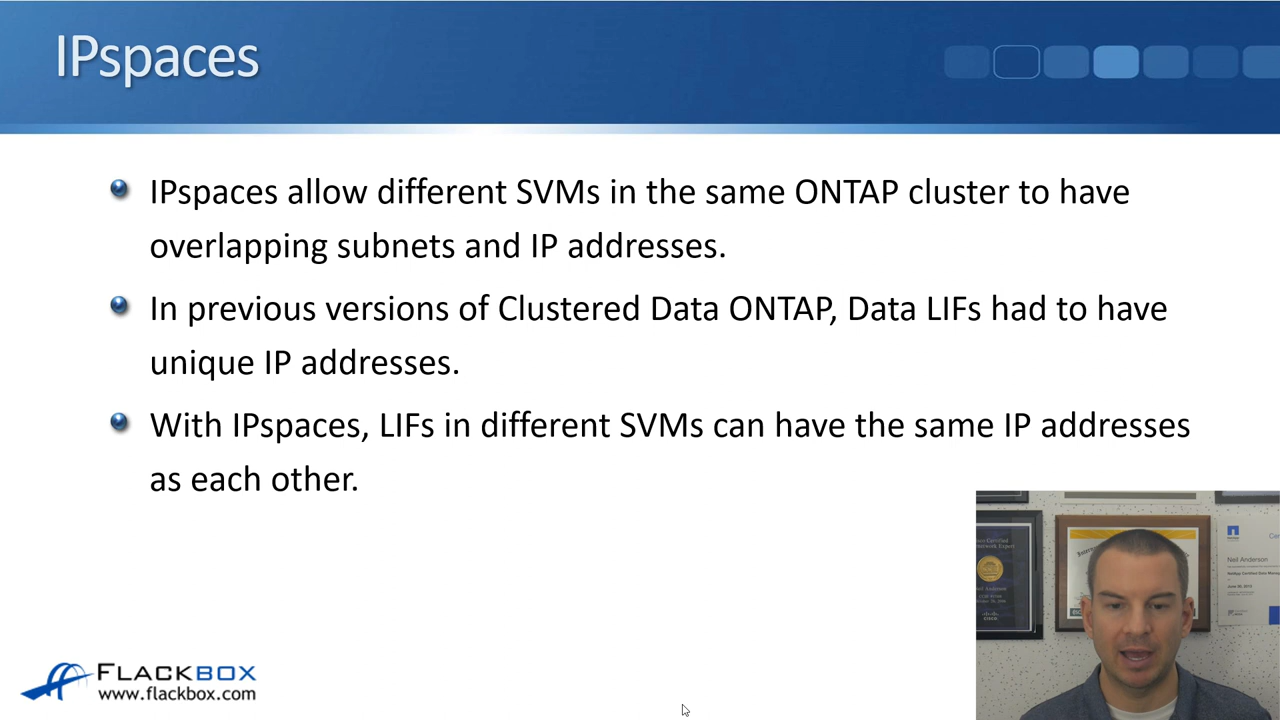 IPspaces
IPspaces allow different SVMs in the same ONTAP cluster to have
overlapping subnets and IP addresses.
In previous versions of Clustered Data ONTAP, Data LIFs had to have
unique IP addresses.
With IPspaces, LIFs in different SVMs can have the same IP addresses
as each other.
FLACKBOX
www.flackbox.com
Neil Anderson